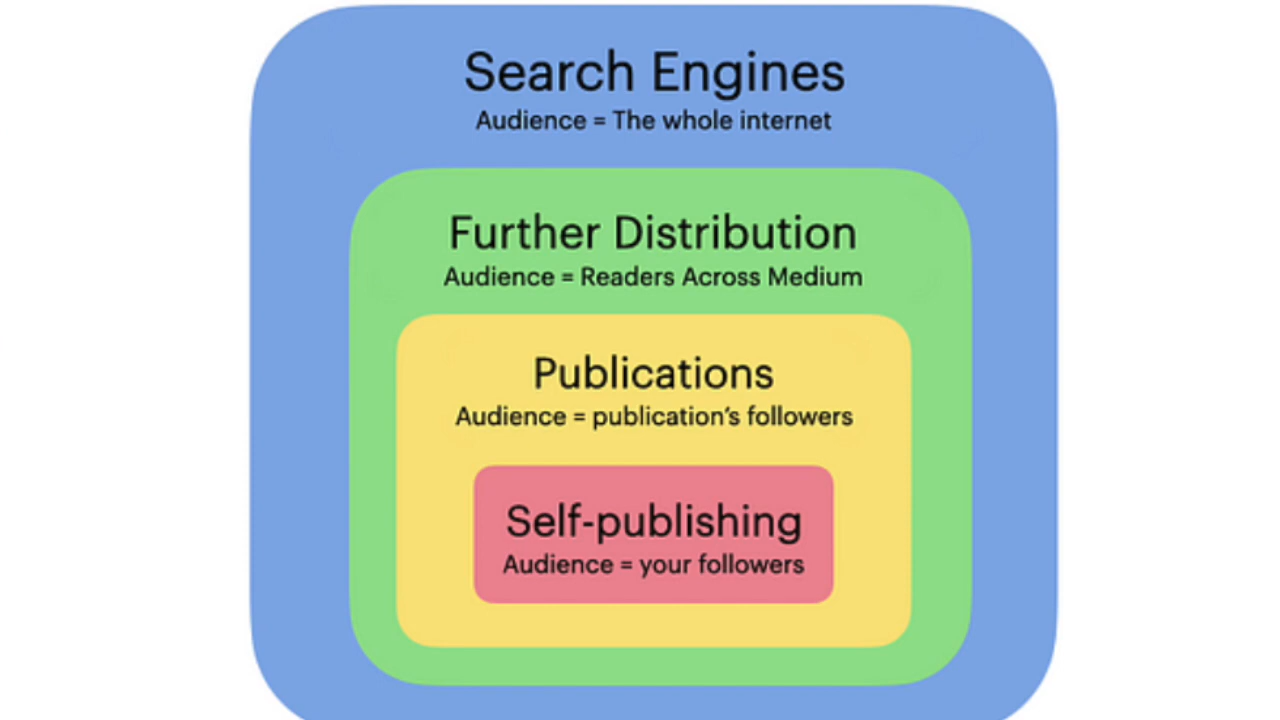 Search Engines
Audience = The whole internet
Further Distribution
Audience = Readers Across Medium
Publications
Audience = publication’s followers
Self-publishing
Audience = your followers